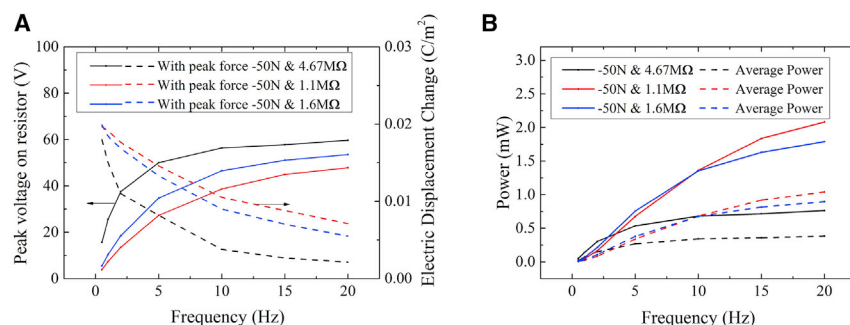 A
Peak voltage on resistor (V)
100
80
60
40
20
0
With peak force -50N & 4.67MΩ
With peak force -50N & 1.1MΩ
With peak force -50N & 1.6MΩ
0.03
0.02
0.01
0.00
Electric Displacement Change (C/m²)
0 5 10 15 20
Frequency (Hz)
B
Power (mW)
3.0
2.5
2.0
1.5
1.0
0.5
0.0
-50N & 4.67MΩ Average Power
-50N & 1.1MΩ Average Power
-50N & 1.6MΩ Average Power
0 5 10 15 20
Frequency (Hz)